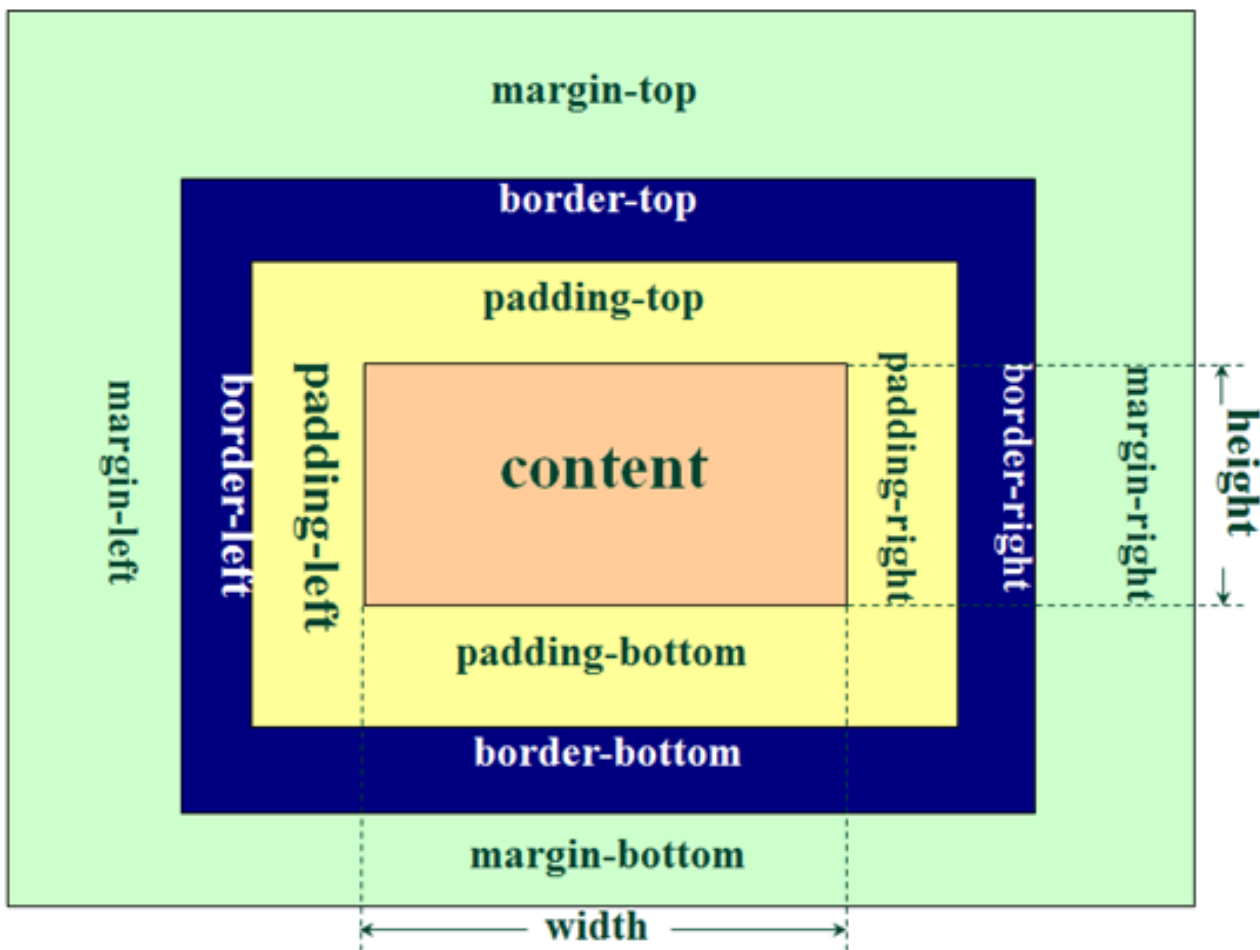 margin-top
border-top
padding-top
margin-left
border-left
padding-left
content
padding-right
border-right
margin-right
height
padding-bottom
border-bottom
margin-bottom
width